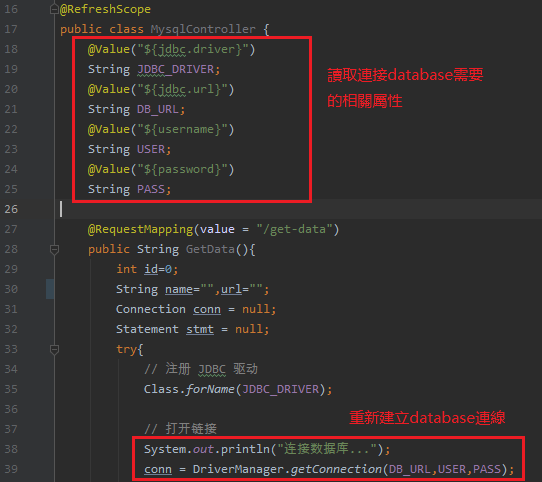 16 @RefreshScope
17 public class MysqlController {
18 @Value("${jdbc.driver}")
19 String JDBC_DRIVER;
20 @Value("${jdbc.url}")
21 String DB_URL;
22 @Value("${username}")
23 String USER;
24 @Value("${password}")
25 String PASS;
讀取連接database需要
的相關屬性
26
27 @RequestMapping(value = "/get-data")
28 public String GetData(){
29 int id=0;
30 String name="",url="";
31 Connection conn = null;
32 Statement stmt = null;
33 try{
34 // 注册 JDBC 驱动
35 Class.forName(JDBC_DRIVER);
36
37 // 打开链接
重新建立database連線
38 System.out.println("连接数据库...");
39 conn = DriverManager.getConnection(DB_URL,USER,PASS);